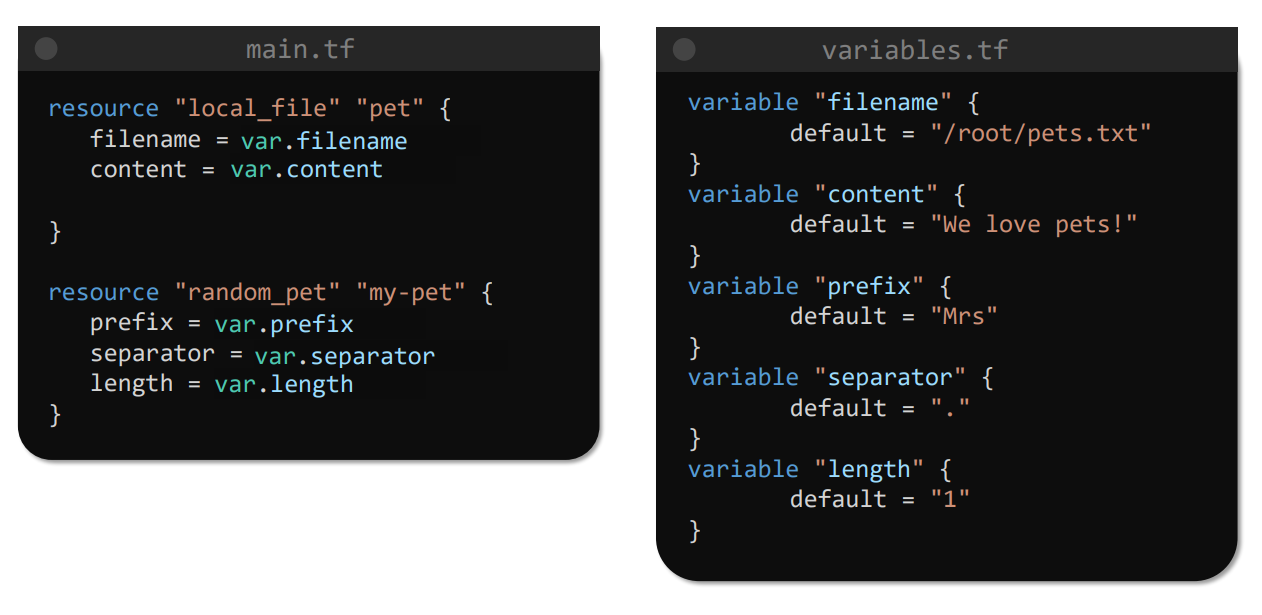 main.tf
resource "local_file" "pet" {
filename = var.filename
content = var.content
}
resource "random_pet" "my-pet" {
prefix = var.prefix
separator = var.separator
length = var.length
}
variables.tf
variable "filename" {
default = "/root/pets.txt"
}
variable "content" {
default = "We love pets!"
}
variable "prefix" {
default = "Mrs"
}
variable "separator" {
default = "."
}
variable "length" {
default = "1"
}